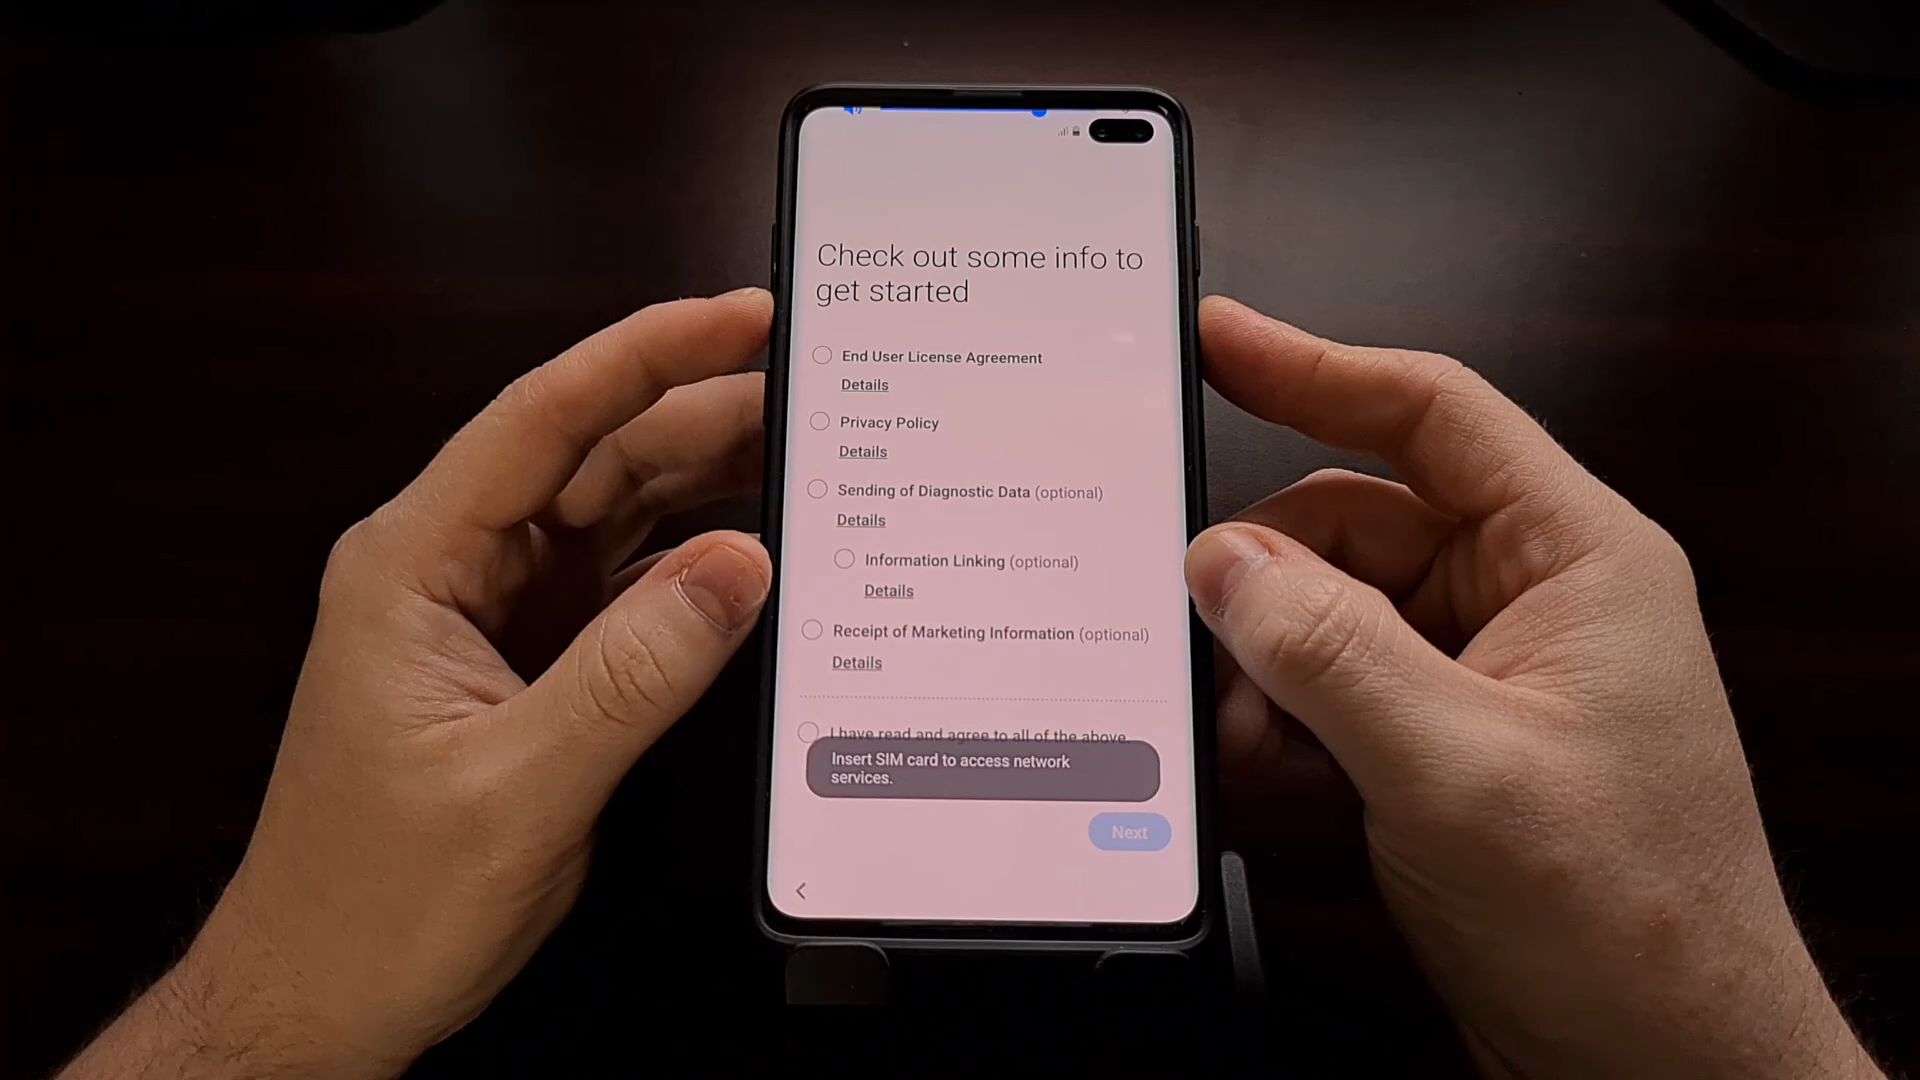 Check out some info to
get started
End User License Agreement
Details
Privacy Policy
Details
Sending of Diagnostic Data (optional)
Details
Information Linking (optional)
Details
Receipt of Marketing Information (optional)
Details
I have read and agree to all of the above.
Insert SIM card to access network
services.
Next